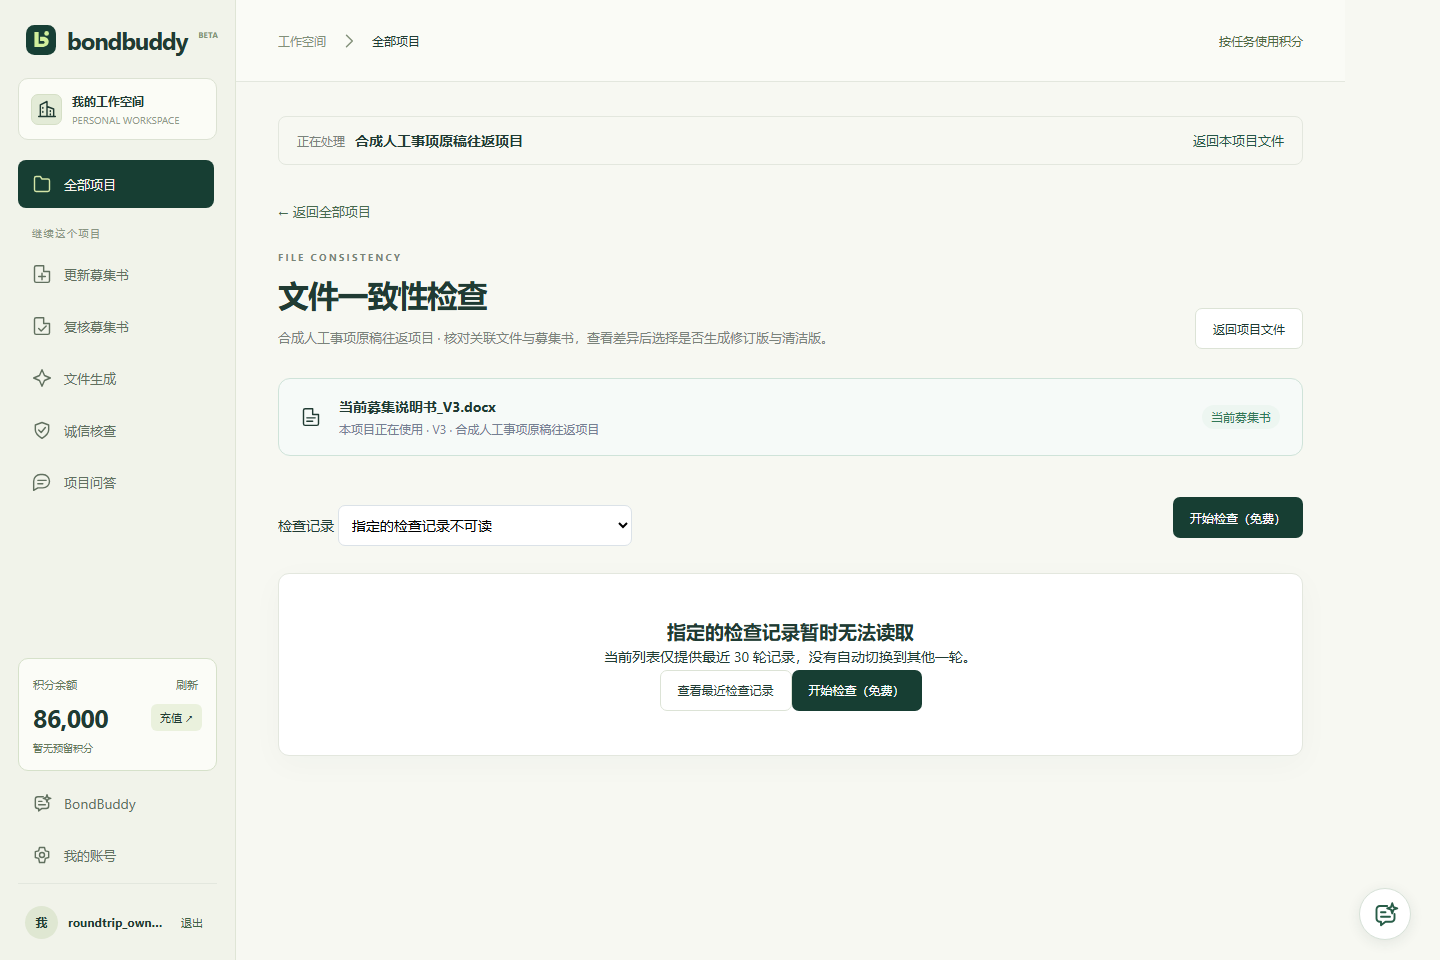 bondbuddy BETA
我的工作空间
PERSONAL WORKSPACE
全部项目
继续这个项目
更新募集书
复核募集书
文件生成
诚信核查
项目问答
积分余额 刷新
86,000 充值 ↗
暂无预留积分
BondBuddy
我的账号
我 roundtrip_own... 退出
工作空间 > 全部项目 按任务使用积分
正在处理 合成人工事项原稿往返项目 返回本项目文件
← 返回全部项目
FILE CONSISTENCY
文件一致性检查
合成人工事项原稿往返项目 · 核对关联文件与募集书，查看差异后选择是否生成修订版与清洁版。
返回项目文件
当前募集说明书_V3.docx
本项目正在使用 · V3 · 合成人工事项原稿往返项目
当前募集书
检查记录 指定的检查记录不可读 开始检查（免费）
指定的检查记录暂时无法读取
当前列表仅提供最近 30 轮记录，没有自动切换到其他一轮。
查看最近检查记录 开始检查（免费）